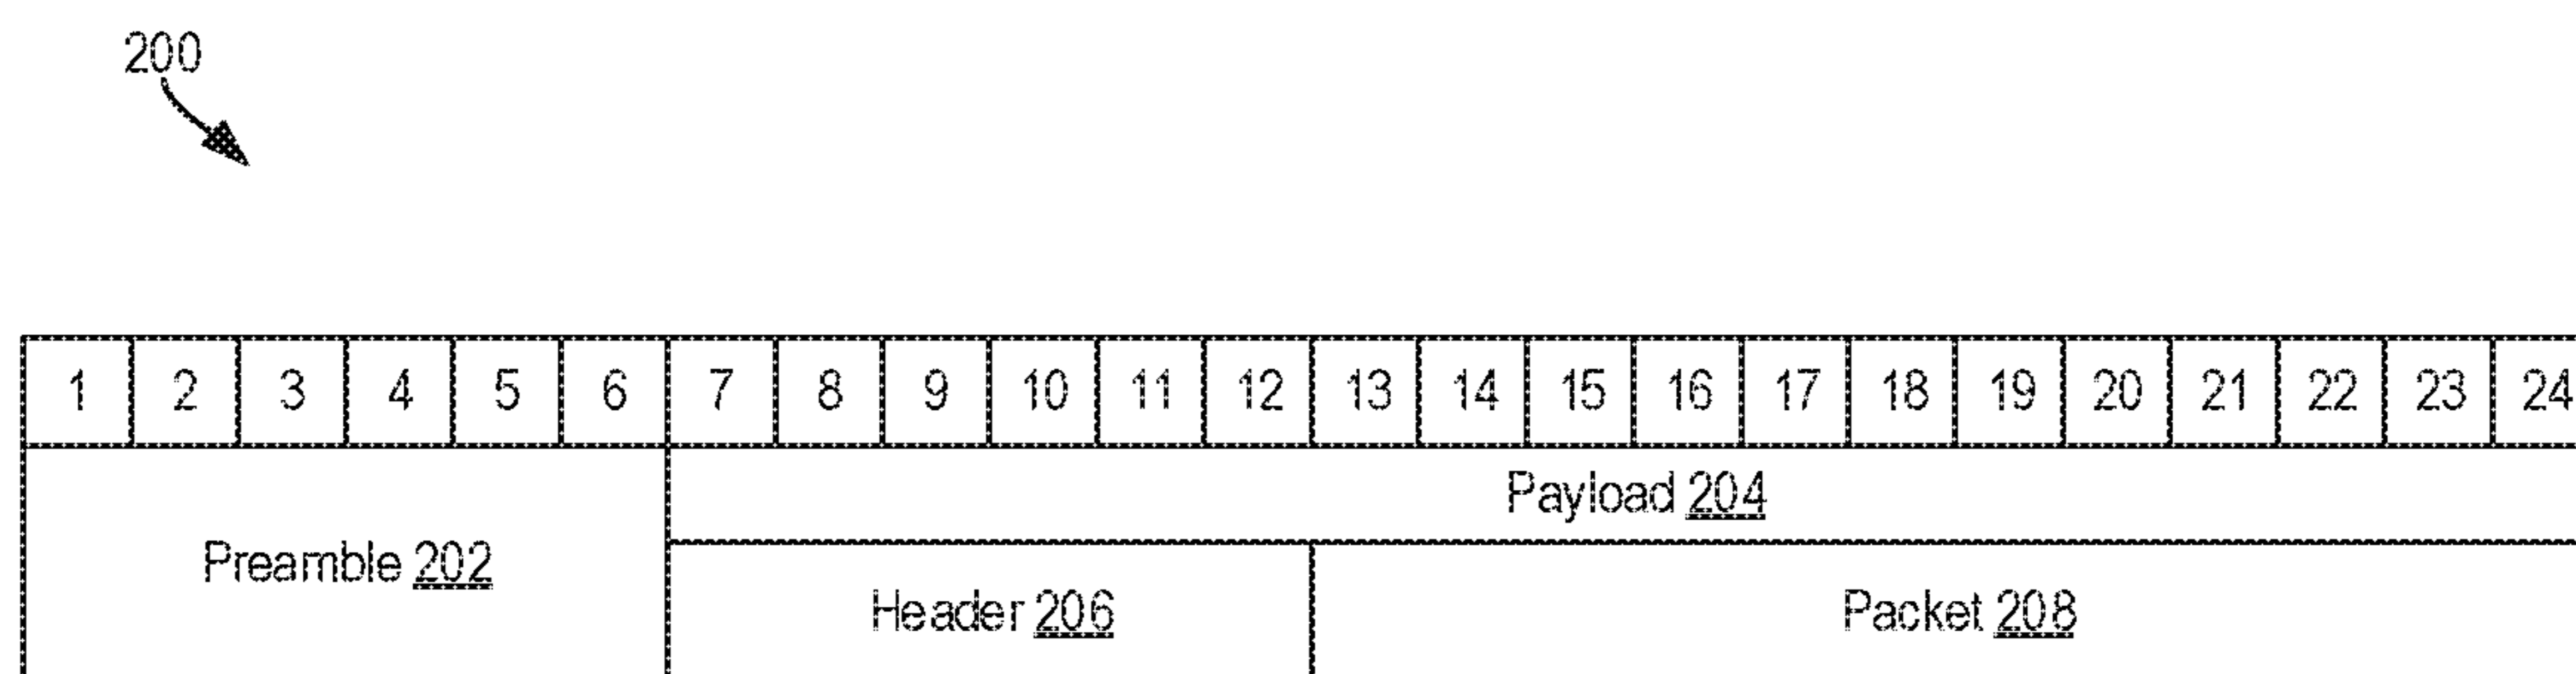 200
1 2 3 4 5 6 7 8 9 10 11 12 13 14 15 16 17 18 19 20 21 22 23 24
Payload 204
Preamble 202
Header 206 Packet 208